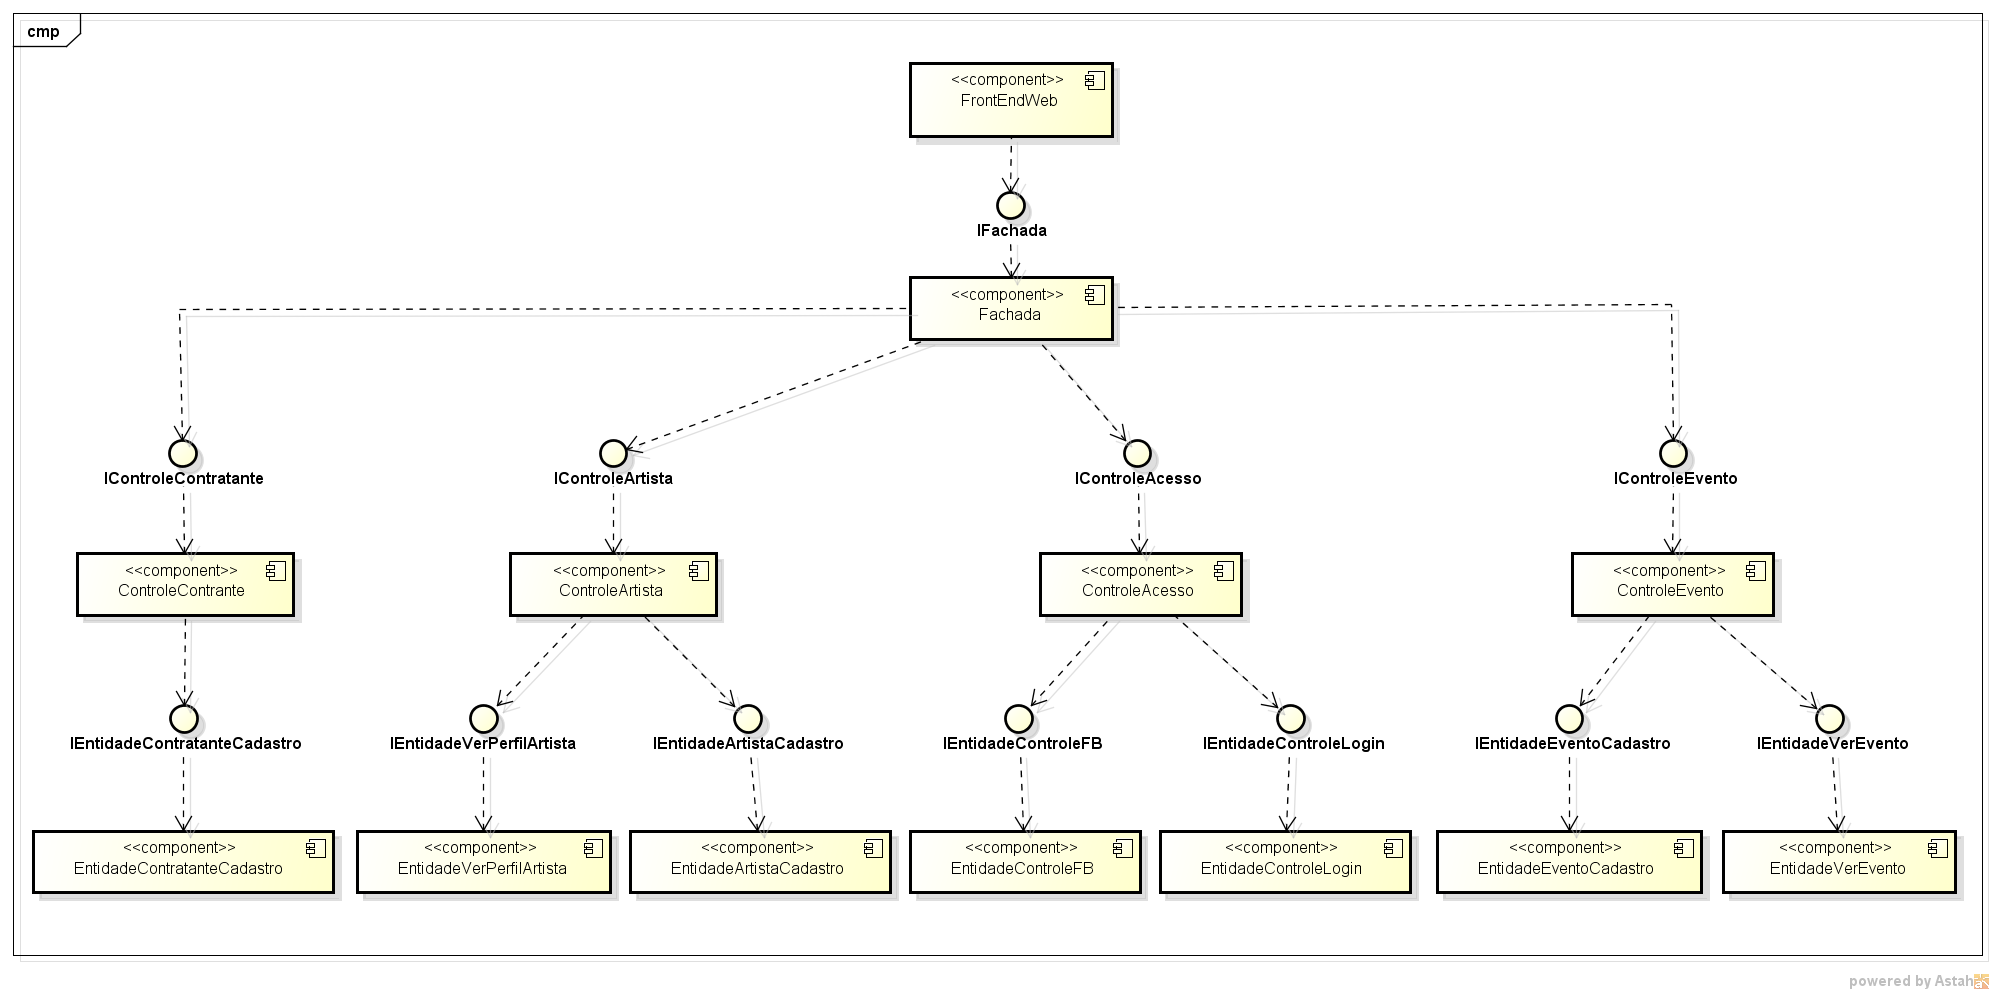 cmp
<<component>>
FrontEndWeb
IFachada
<<component>>
Fachada
IControleContratante
IControleArtista
IControleAcesso
IControleEvento
<<component>>
ControleContrante
<<component>>
ControleArtista
<<component>>
ControleAcesso
<<component>>
ControleEvento
IEntidadeContratanteCadastro
IEntidadeVerPerfilArtista
IEntidadeArtistaCadastro
IEntidadeControleFB
IEntidadeControleLogin
IEntidadeEventoCadastro
IEntidadeVerEvento
<<component>>
EntidadeContratanteCadastro
<<component>>
EntidadeVerPerfilArtista
<<component>>
EntidadeArtistaCadastro
<<component>>
EntidadeControleFB
<<component>>
EntidadeControleLogin
<<component>>
EntidadeEventoCadastro
<<component>>
EntidadeVerEvento
powered by Astah